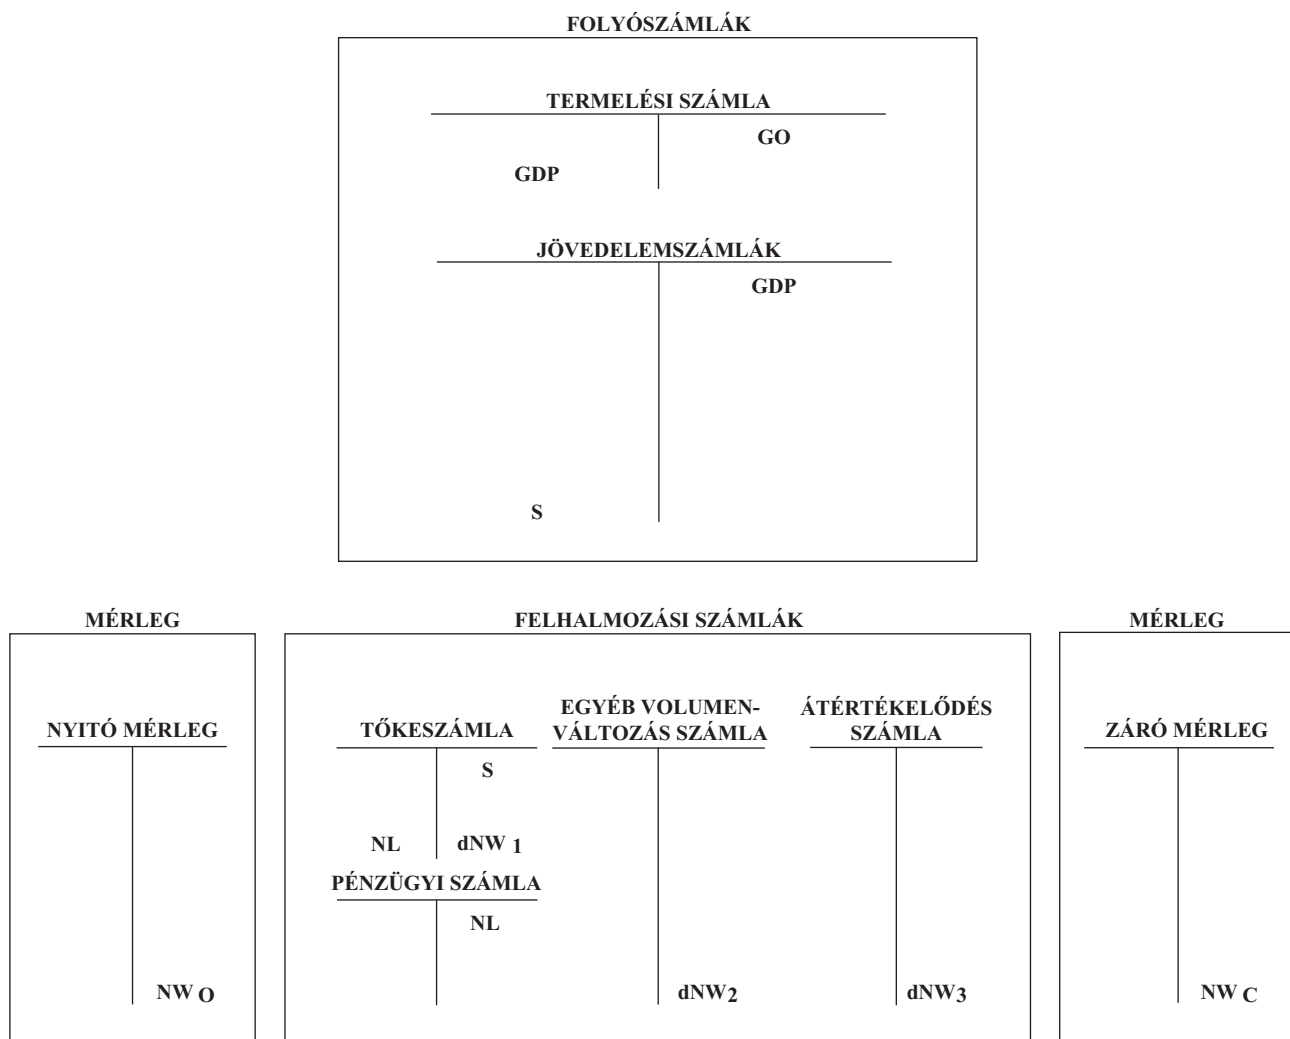 FOLYÓSZÁMLÁK
TERMELÉSI SZÁMLA
GO
GDP
JÖVEDELEMSZÁMLÁK
GDP
S
MÉRLEG
NYITÓ MÉRLEG
NW O
FELHALMOZÁSI SZÁMLÁK
TŐKESZÁMLA
S
NL dNW 1
PÉNZÜGYI SZÁMLA
NL
EGYÉB VOLUMEN-
VÁLTOZÁS SZÁMLA
dNW2
ÁTÉRTÉKELŐDÉS
SZÁMLA
dNW3
MÉRLEG
ZÁRÓ MÉRLEG
NW C